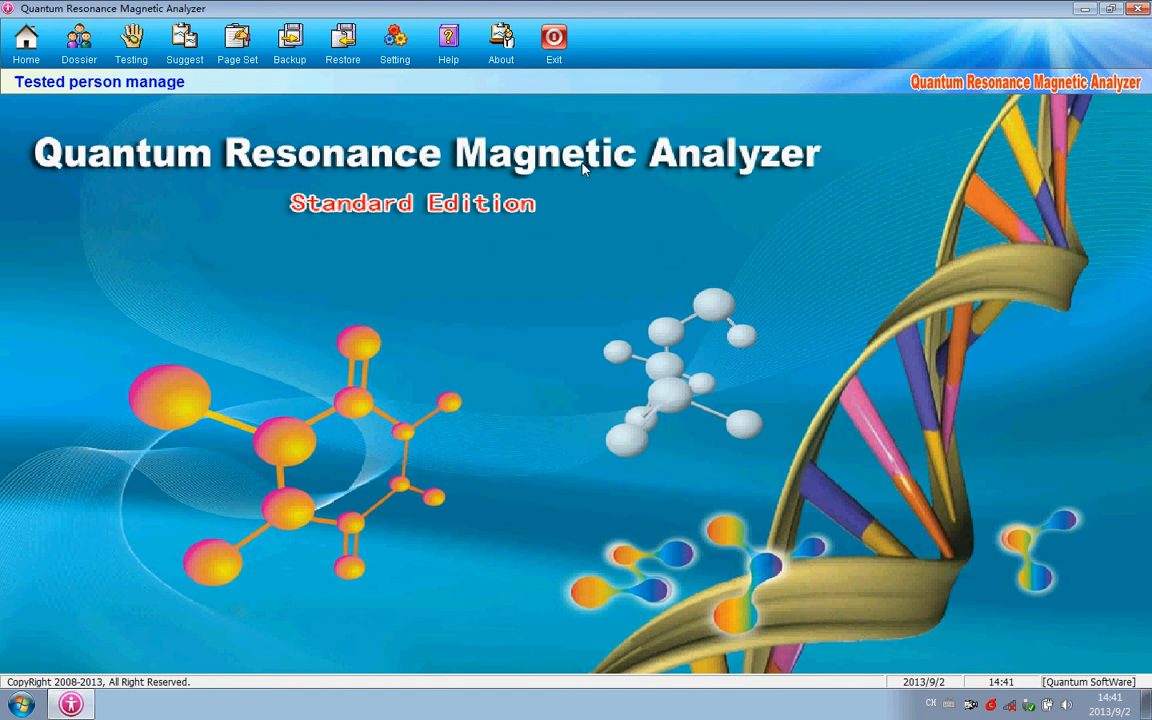 Quantum Resonance Magnetic Analyzer
Home Dossier Testing Suggest Page Set Backup Restore Setting Help About Exit
Tested person manage
Quantum Resonance Magnetic Analyzer
Quantum Resonance Magnetic Analyzer
Standard Edition
CopyRight 2008-2013, All Right Reserved.
2013/9/2
14:41
[Quantum SoftWare]
CH
14:41
2013/9/2